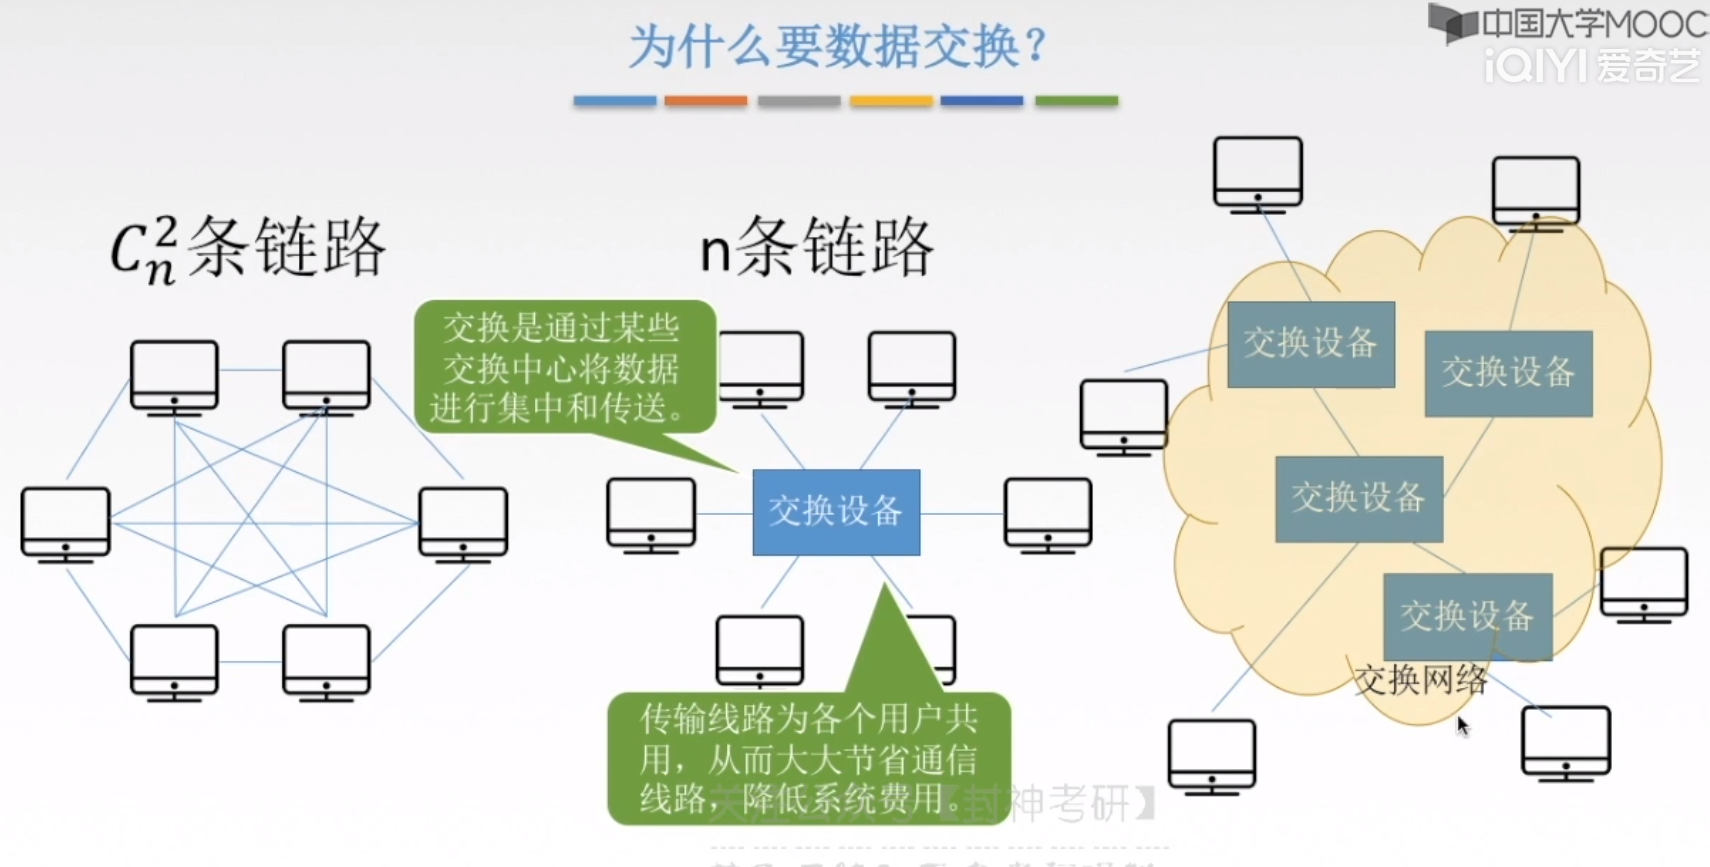 为什么要数据交换？
中国大学MOOC
iQIYI 爱奇艺
C_n^2条链路
n条链路
交换是通过某些
交换中心将数据
进行集中和传送。
交换设备
传输线路为各个用户共
用，从而大大节省通信
线路，降低系统费用。
交换设备
交换设备
交换设备
交换设备
交换网络
【封神考研】